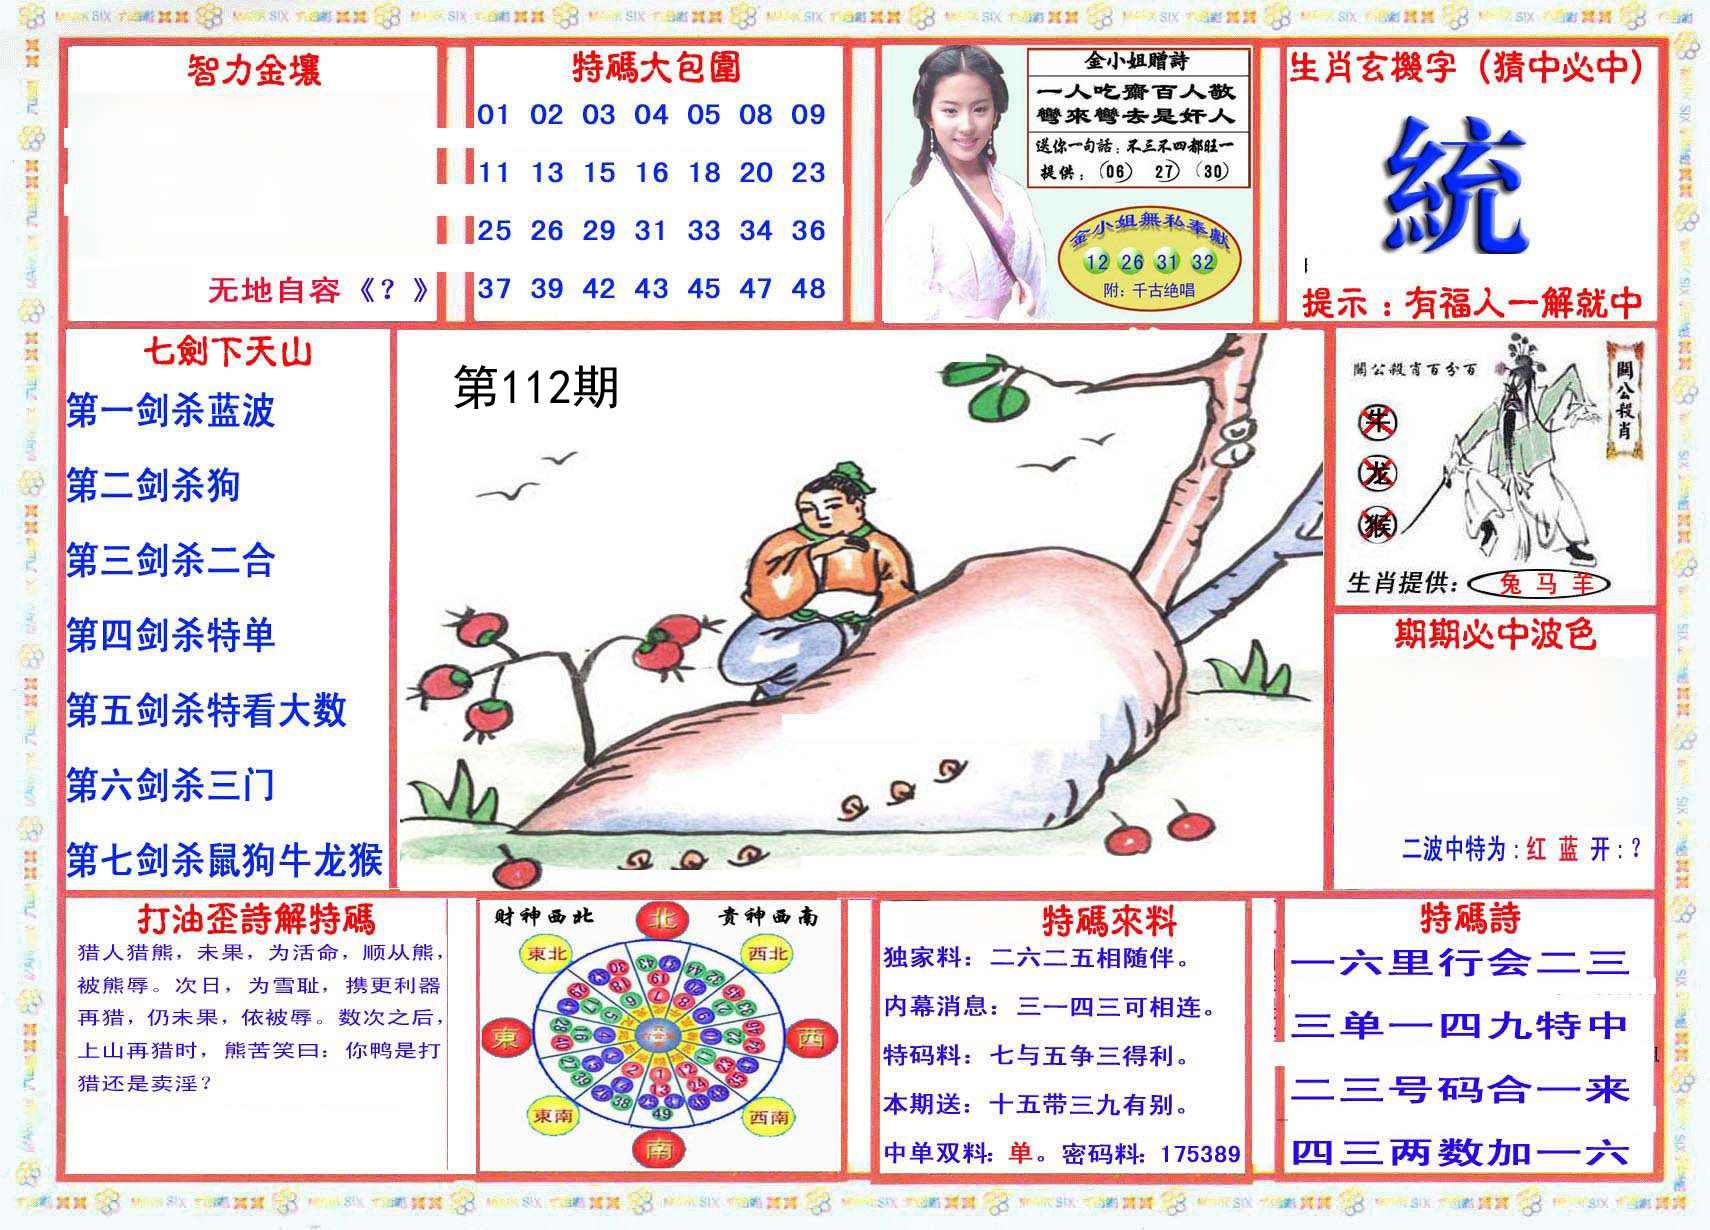 智力金壤
无地自容《？》
特碼大包圍
01 02 03 04 05 08 09
11 13 15 16 18 20 23
25 26 29 31 33 34 36
37 39 42 43 45 47 48
金小姐贈詩
一人吃齋百人敬
彎來彎去是奸人
送你一句話：不三不四都旺一
提供：（06） 27）（30）
金小姐無私奉獻
12 26 31 32
附：千古绝唱
生肖玄機字（猜中必中）
統
提示：有福人一解就中
七劍下天山
第一剑杀蓝波
第二剑杀狗
第三剑杀二合
第四剑杀特单
第五剑杀特看大数
第六剑杀三门
第七剑杀鼠狗牛龙猴
第112期
關公殺肖百分百
關公殺肖
牛
龙
猴
生肖提供：兔 马 羊
期期必中波色
二波中特为：红 蓝 开：？
打油歪詩解特碼
猎人猎熊，未果，为活命，顺从熊，
被熊辱。次日，为雪耻，携更利器
再猎，仍未果，依被辱。数次之后，
上山再猎时，熊苦笑曰：你鸭是打
猎还是卖淫？
财神西北
貴神西南
北
東北
西北
東
西
東南
西南
南
特碼來料
独家料：二六二五相随伴。
内幕消息：三一四三可相连。
特码料：七与五争三得利。
本期送：十五带三九有别。
中单双料：单。密码料：175389
特碼詩
一六里行会二三
三单一四九特中
二三号码合一来
四三两数加一六